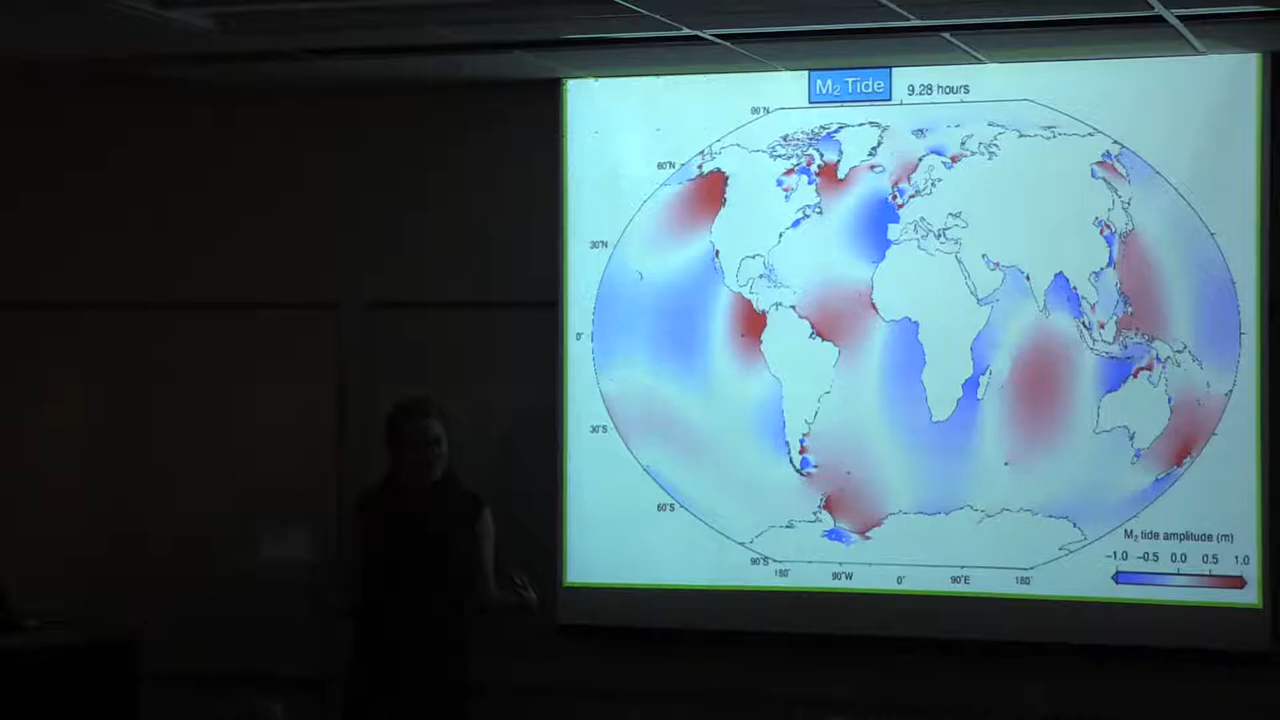 M₂ Tide 9.28 hours
90°N
60°N
30°N
0°
30°S
60°S
90°S
180° 90°W 0° 90°E 180°
M₂ tide amplitude (m)
−1.0 −0.5 0.0 0.5 1.0